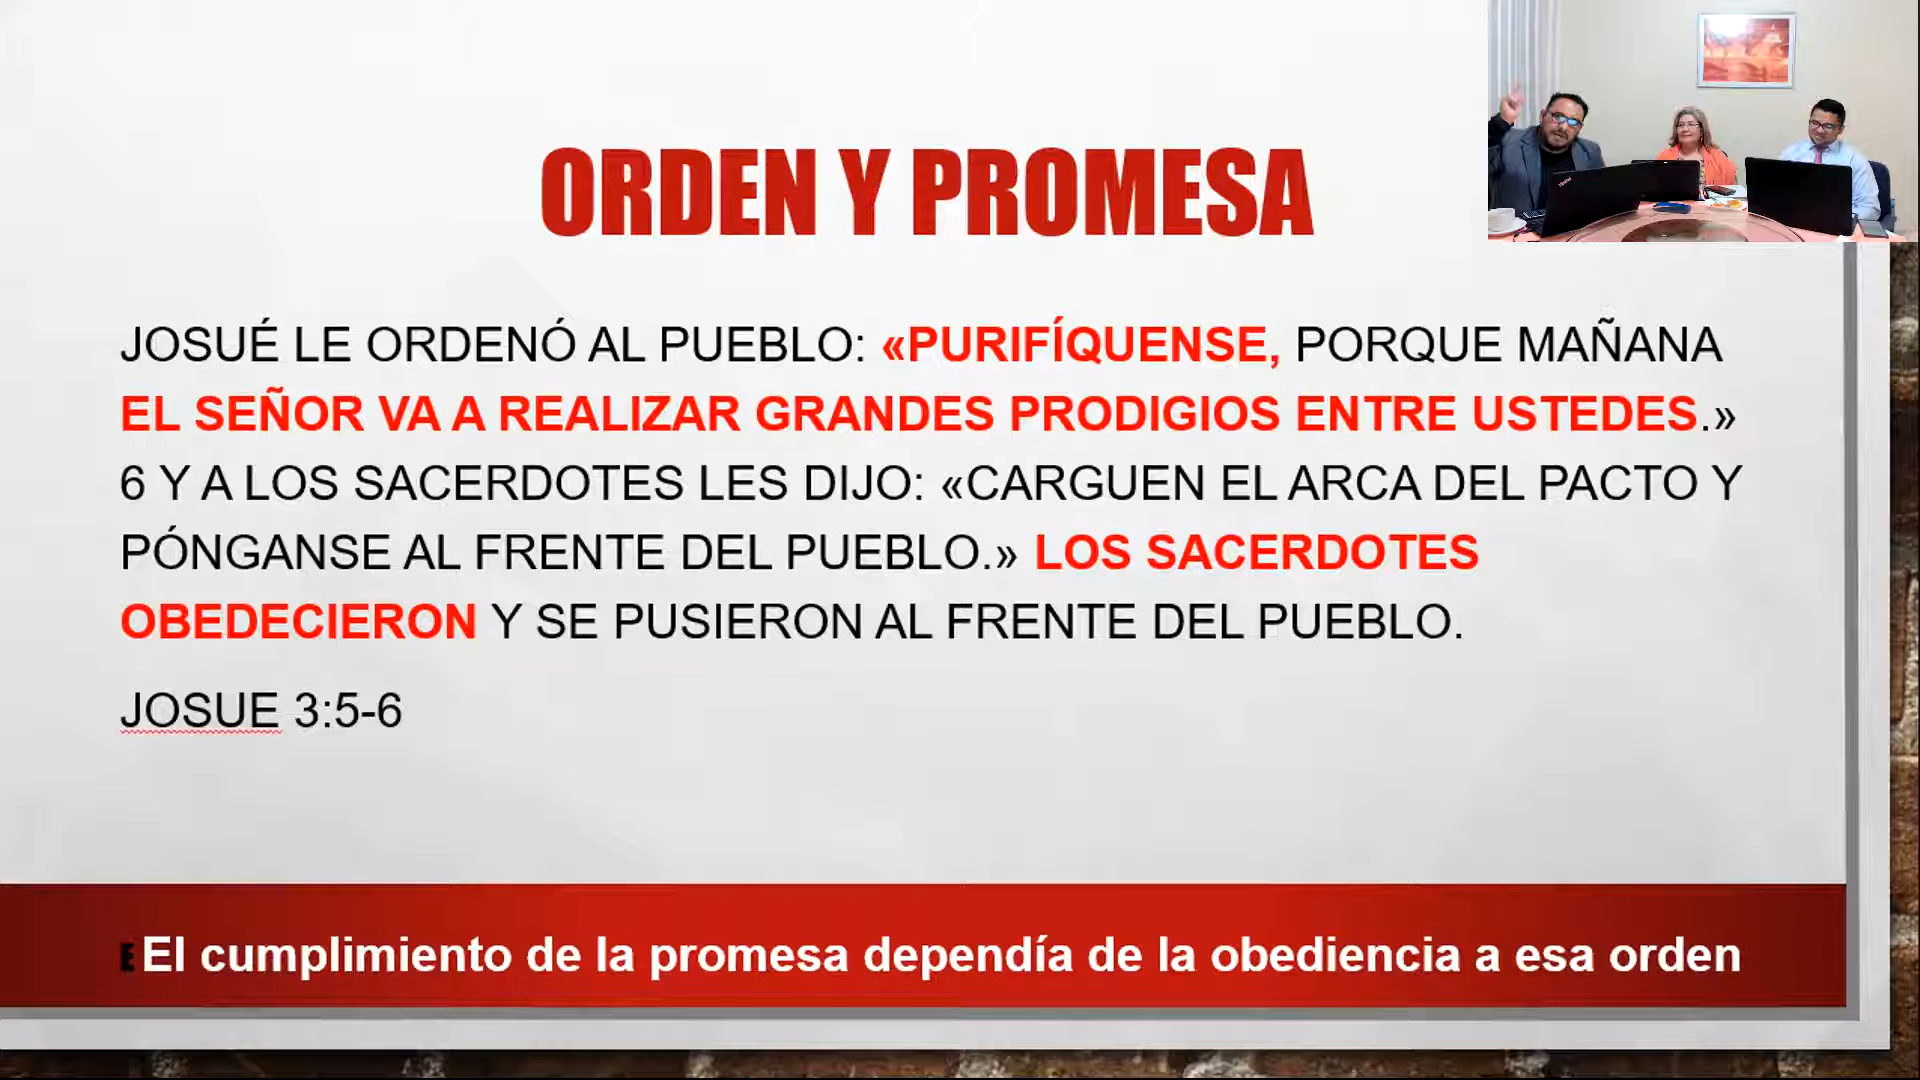 ORDEN Y PROMESA
JOSUÉ LE ORDENÓ AL PUEBLO: «PURIFÍQUENSE, PORQUE MAÑANA
EL SEÑOR VA A REALIZAR GRANDES PRODIGIOS ENTRE USTEDES.»
6 Y A LOS SACERDOTES LES DIJO: «CARGUEN EL ARCA DEL PACTO Y
PÓNGANSE AL FRENTE DEL PUEBLO.» LOS SACERDOTES
OBEDECIERON Y SE PUSIERON AL FRENTE DEL PUEBLO.
JOSUE 3:5-6
E El cumplimiento de la promesa dependía de la obediencia a esa orden